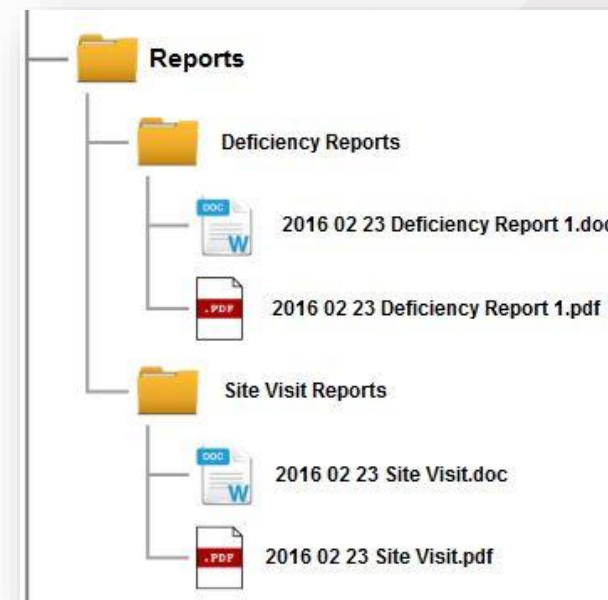 Reports
Deficiency Reports
DOC
W
2016 02 23 Deficiency Report 1.doc
.PDF
2016 02 23 Deficiency Report 1.pdf
Site Visit Reports
DOC
W
2016 02 23 Site Visit.doc
.PDF
2016 02 23 Site Visit.pdf